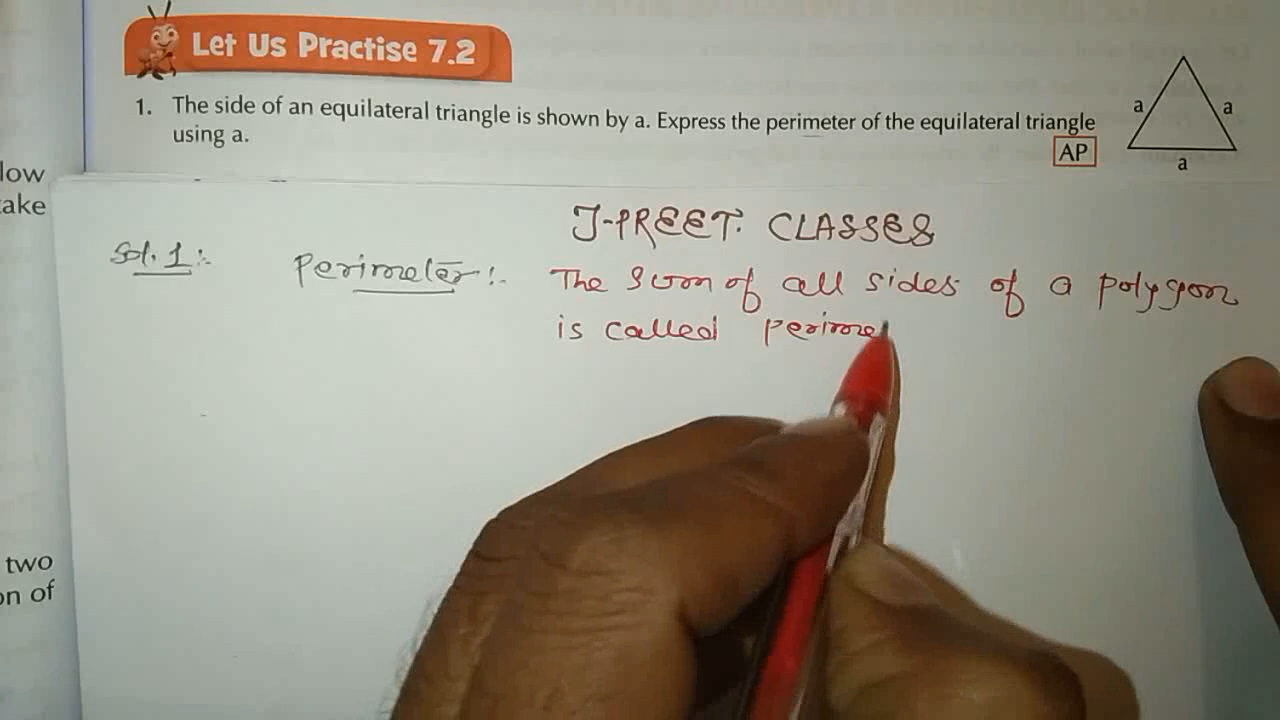 Let Us Practise 7.2
1. The side of an equilateral triangle is shown by a. Express the perimeter of the equilateral triangle
using a.
AP
a
a
a
low
take
J-PREET. CLASSES
Sol. 1:-
Perimeter:- The sum of all sides of a polygon
is called perime
two
on of